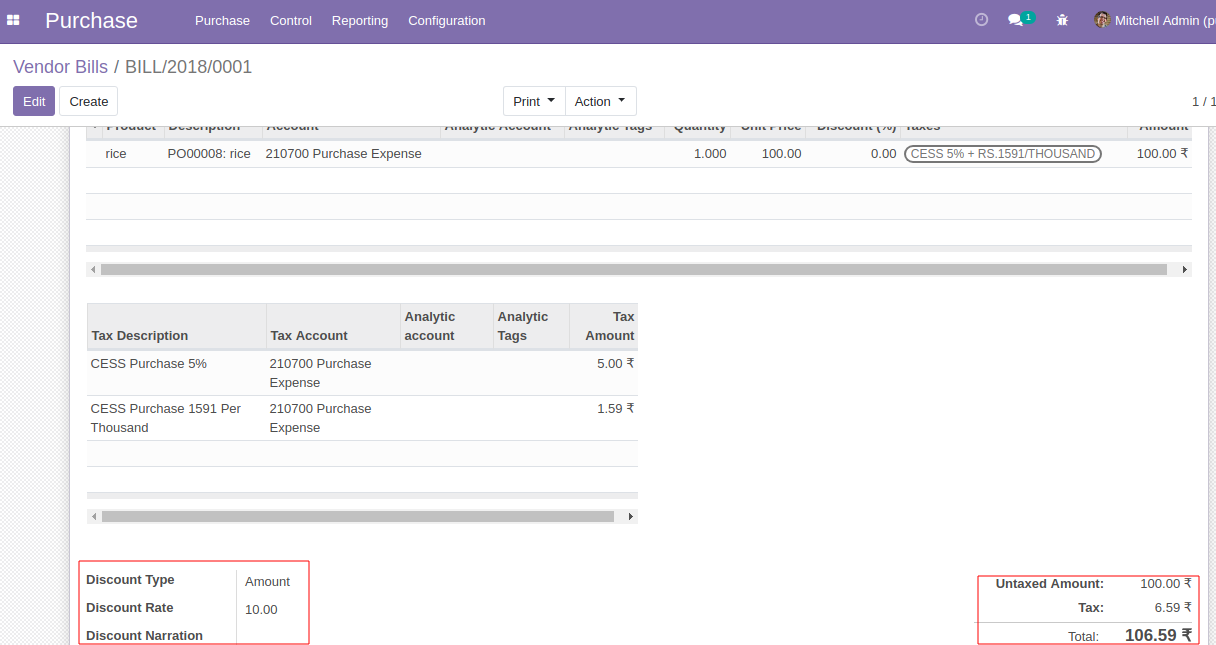 Purchase Purchase Control Reporting Configuration 1 Mitchell Admin (p
Vendor Bills / BILL/2018/0001
Edit Create Print Action 1 / 1
Product Description Account Analytic Account Analytic Tags Quantity Unit Price Discount (%) Taxes Amount
rice PO00008: rice 210700 Purchase Expense 1.000 100.00 0.00 CESS 5% + RS.1591/THOUSAND 100.00 ₹
Tax Description Tax Account Analytic account Analytic Tags Tax Amount
CESS Purchase 5% 210700 Purchase Expense 5.00 ₹
CESS Purchase 1591 Per Thousand 210700 Purchase Expense 1.59 ₹
Discount Type Amount
Discount Rate 10.00
Discount Narration
Untaxed Amount: 100.00 ₹
Tax: 6.59 ₹
Total: 106.59 ₹